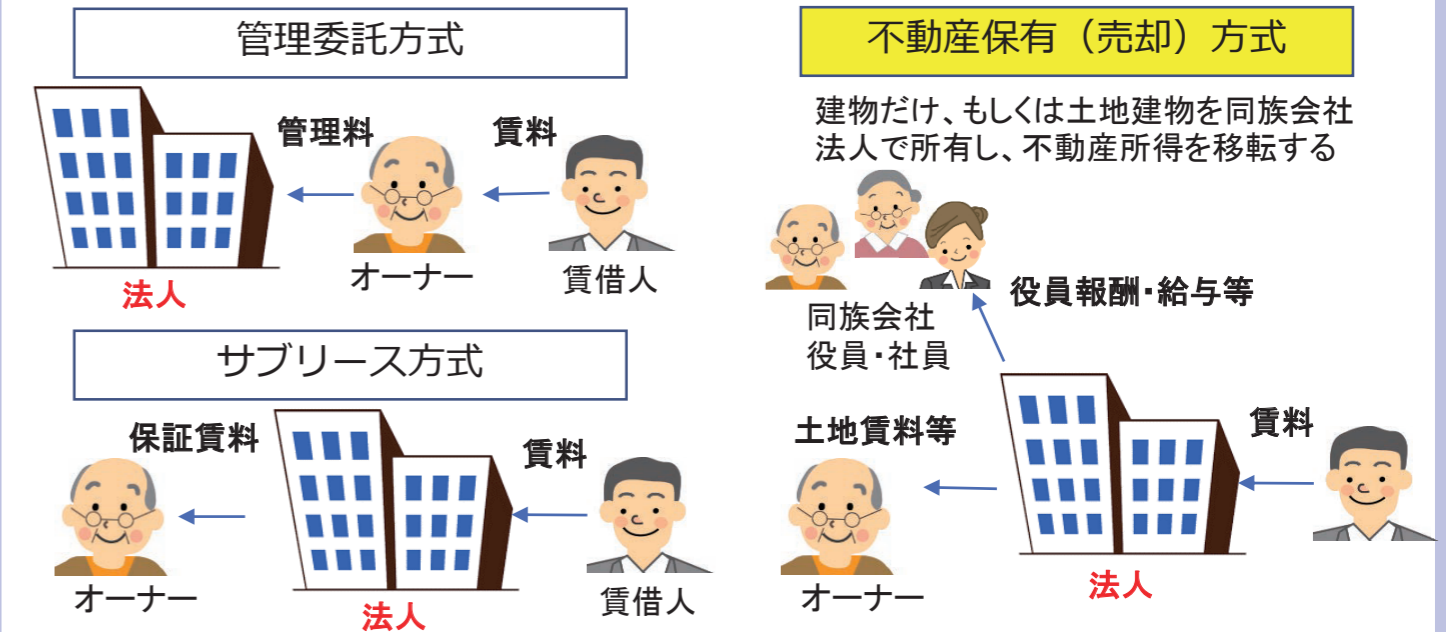 管理委託方式
管理料
賃料
オーナー
賃借人
法人
サブリース方式
保証賃料
賃料
オーナー
法人
賃借人
不動産保有（売却）方式
建物だけ、もしくは土地建物を同族会社
法人で所有し、不動産所得を移転する
同族会社
役員・社員
役員報酬・給与等
土地賃料等
賃料
オーナー
法人